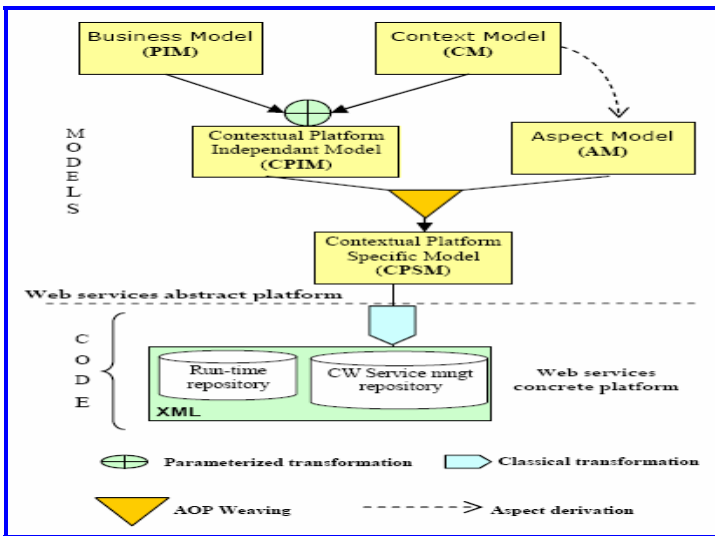 Business Model
(PIM)
Context Model
(CM)
Contextual Platform
Independant Model
(CPIM)
Aspect Model
(AM)
MODELS
Contextual Platform
Specific Model
(CPSM)
Web services abstract platform
CODE
Run-time
repository
CW Service mngt
repository
XML
Web services
concrete platform
Parameterized transformation
Classical transformation
AOP Weaving
Aspect derivation